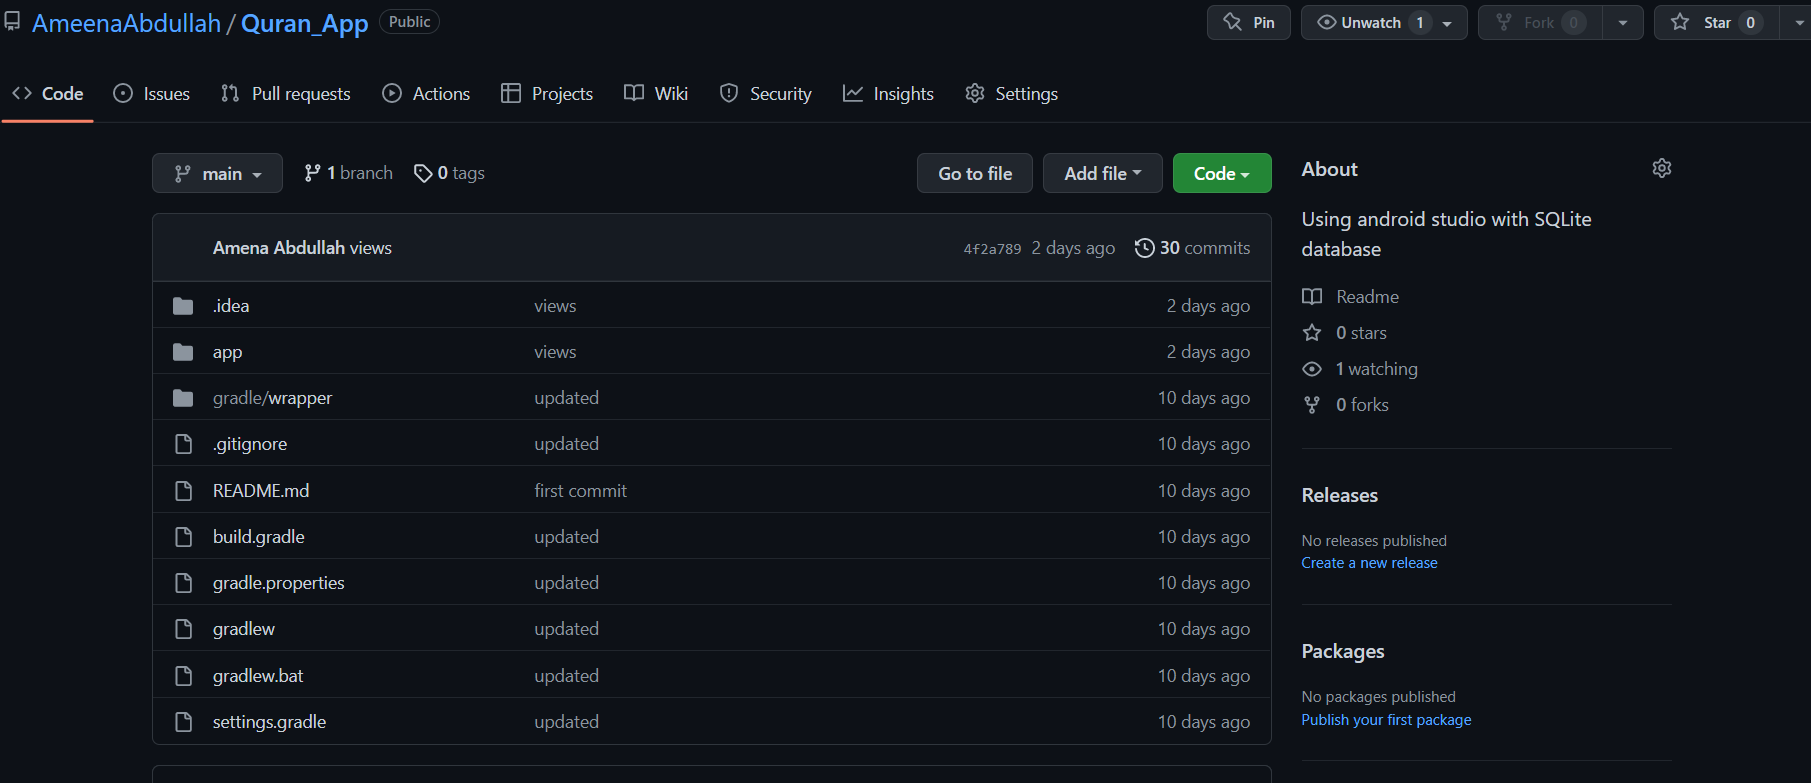 AmeenaAbdullah / Quran_App Public
Pin
Unwatch 1
Fork 0
Star 0
Code
Issues
Pull requests
Actions
Projects
Wiki
Security
Insights
Settings
main
1 branch
0 tags
Go to file
Add file
Code
Amena Abdullah views 4f2a789 2 days ago 30 commits
.idea views 2 days ago
app views 2 days ago
gradle/wrapper updated 10 days ago
.gitignore updated 10 days ago
README.md first commit 10 days ago
build.gradle updated 10 days ago
gradle.properties updated 10 days ago
gradlew updated 10 days ago
gradlew.bat updated 10 days ago
settings.gradle updated 10 days ago
About
Using android studio with SQLite
database
Readme
0 stars
1 watching
0 forks
Releases
No releases published
Create a new release
Packages
No packages published
Publish your first package